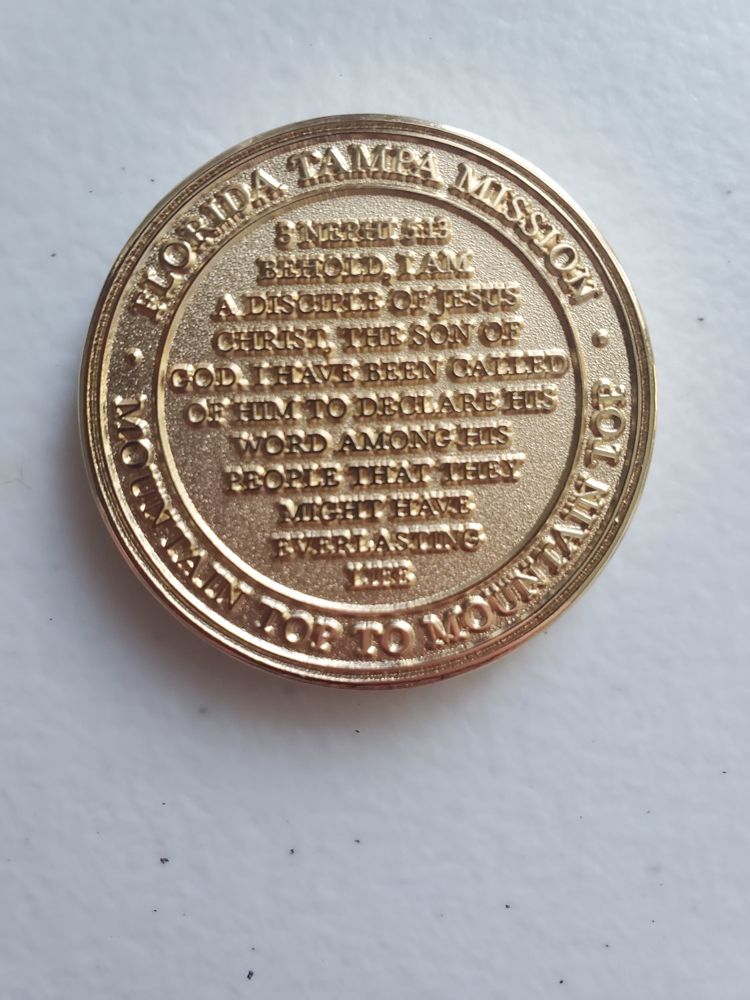 FLORIDA TAMPA MISSION
3 NEPHI 5:13
BEHOLD, I AM
A DISCIPLE OF JESUS
CHRIST, THE SON OF
GOD. I HAVE BEEN CALLED
OF HIM TO DECLARE HIS
WORD AMONG HIS
PEOPLE THAT THEY
MIGHT HAVE
EVERLASTING
LIFE
MOUNTAIN TOP TO MOUNTAIN TOP